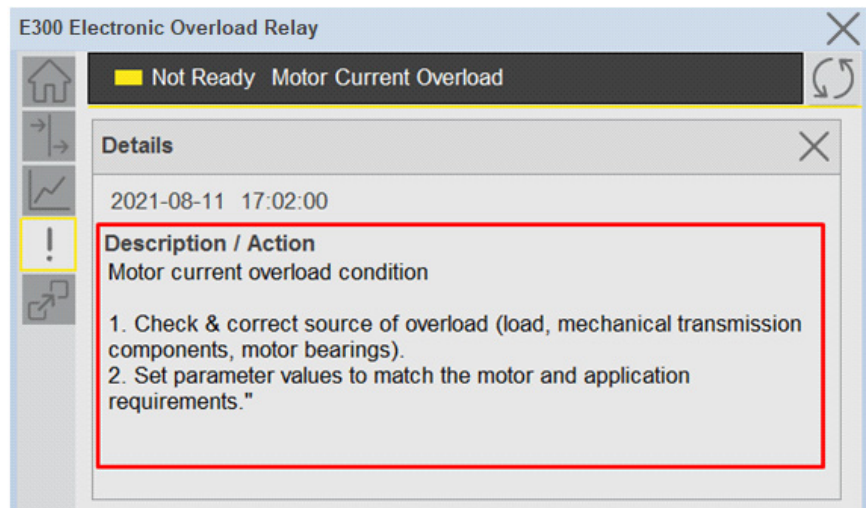 E300 Electronic Overload Relay
Not Ready Motor Current Overload
Details
2021-08-11 17:02:00
Description / Action
Motor current overload condition
1. Check & correct source of overload (load, mechanical transmission
components, motor bearings).
2. Set parameter values to match the motor and application
requirements."